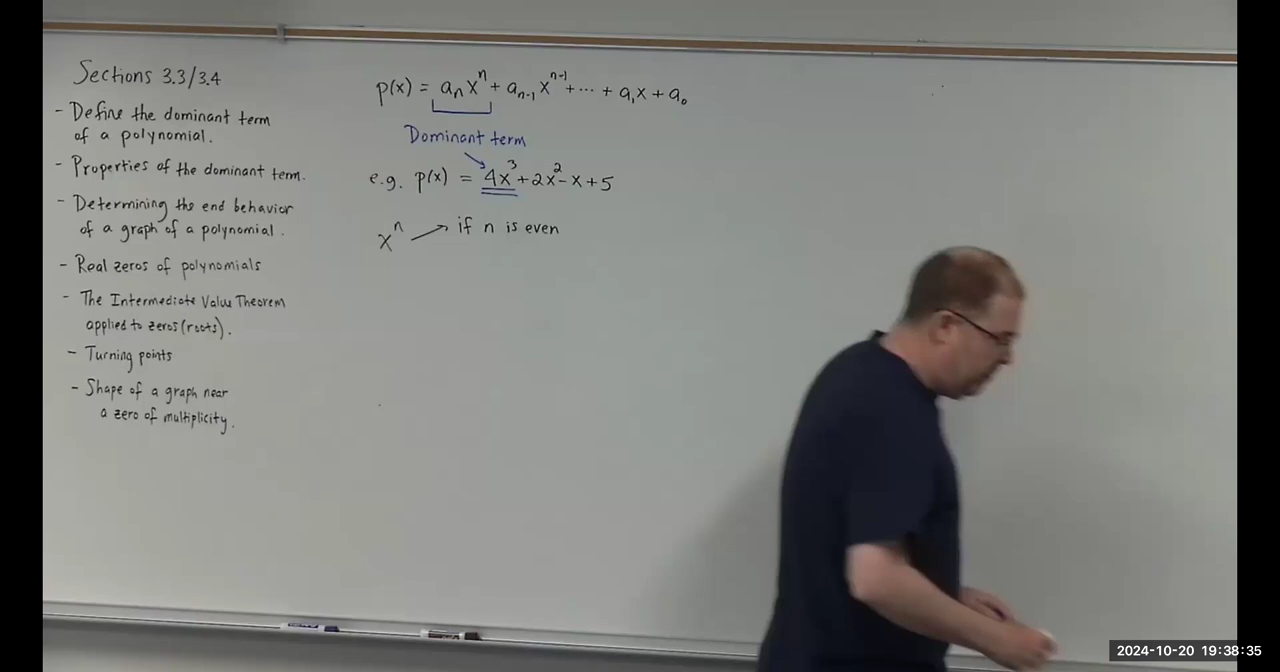 Sections 3.3/3.4
- Define the dominant term
of a polynomial.
- Properties of the dominant term.
- Determining the end behavior
of a graph of a polynomial.
- Real zeros of polynomials
- The Intermediate Value Theorem
applied to zeros (roots).
- Turning points
- Shape of a graph near
a zero of multiplicity.
p(x) = aₙxⁿ + aₙ₋₁xⁿ⁻¹ + ··· + a₁x + a₀
Dominant term
e.g. p(x) = 4x³ + 2x² - x + 5
xⁿ → if n is even
2024-10-20 19:38:35